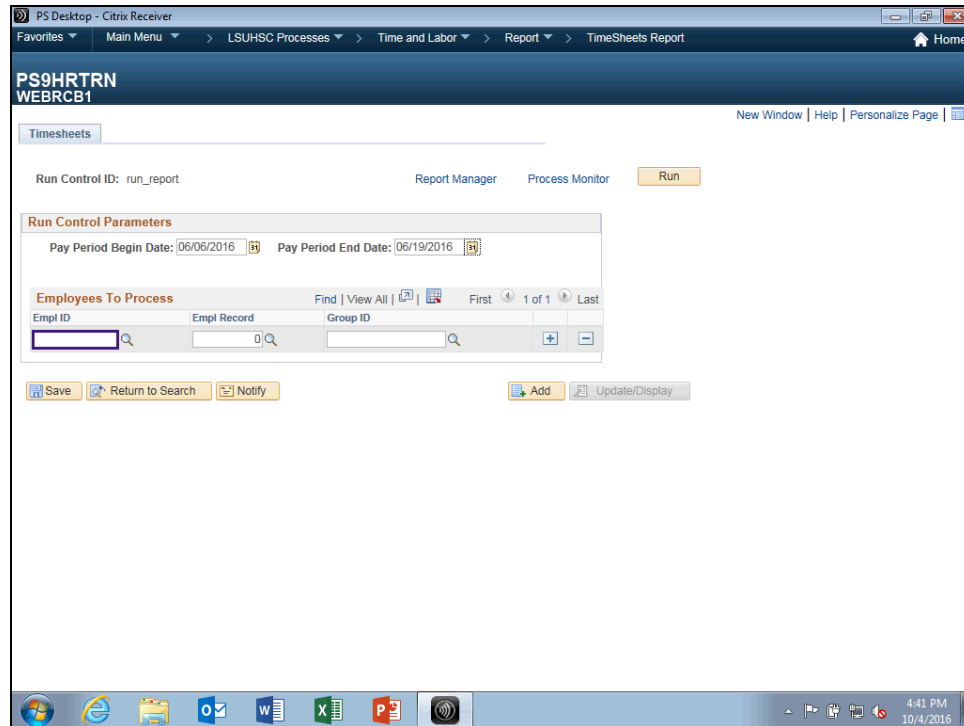 PS Desktop - Citrix Receiver
Favorites Main Menu > LSUHSC Processes > Time and Labor > Report > TimeSheets Report Home
PS9HRTRN
WEBRCB1
New Window | Help | Personalize Page |
Timesheets
Run Control ID: run_report Report Manager Process Monitor Run
Run Control Parameters
Pay Period Begin Date: 06/06/2016 Pay Period End Date: 06/19/2016
Employees To Process Find | View All | | First 1 of 1 Last
Empl ID Empl Record Group ID
0
Save Return to Search Notify Add Update/Display
4:41 PM
10/4/2016